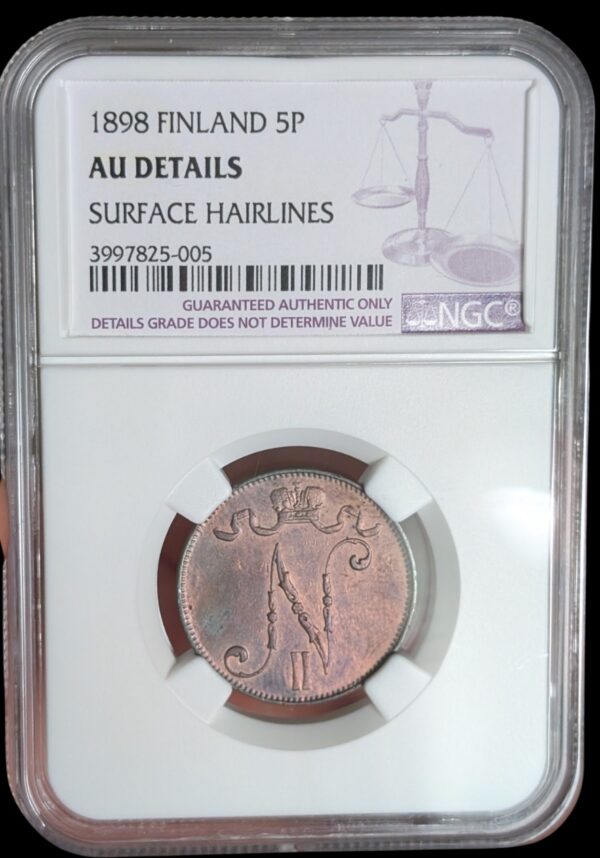 1898 FINLAND 5P
AU DETAILS
SURFACE HAIRLINES
3997825-005
GUARANTEED AUTHENTIC ONLY
DETAILS GRADE DOES NOT DETERMINE VALUE
NGC®
N
II